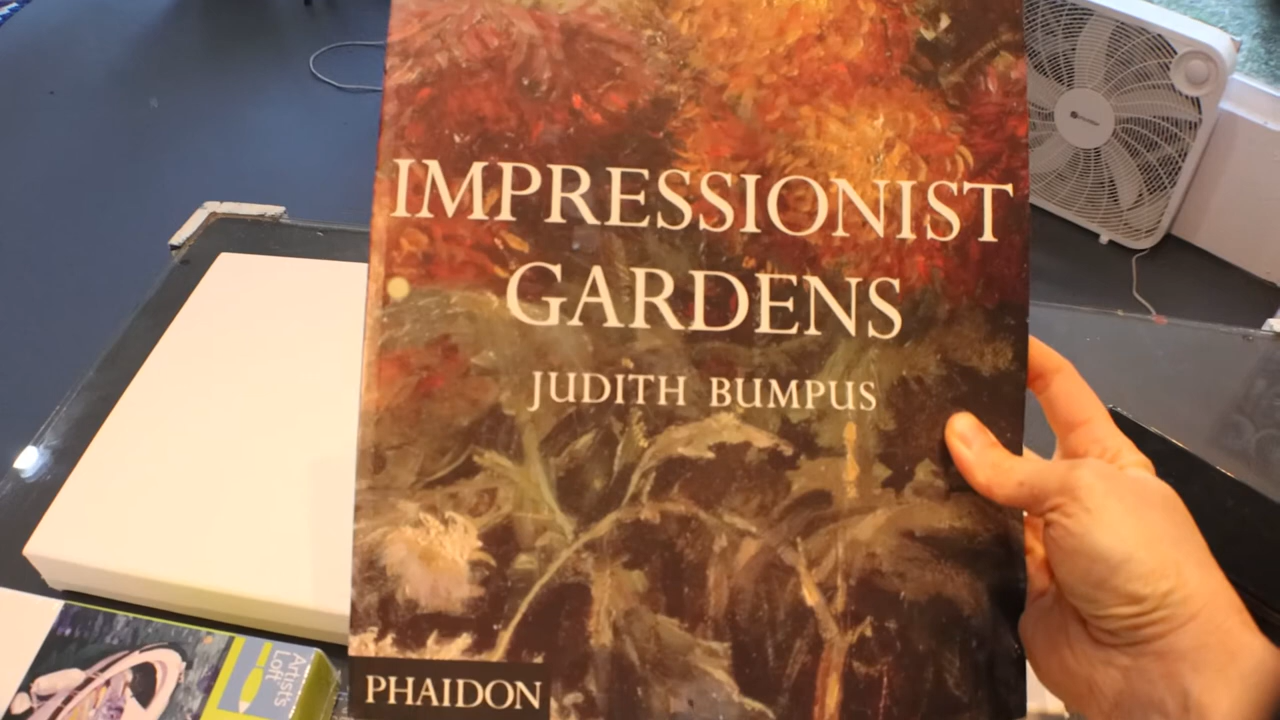 IMPRESSIONIST
GARDENS
JUDITH BUMPUS
PHAIDON
Artist's
Loft